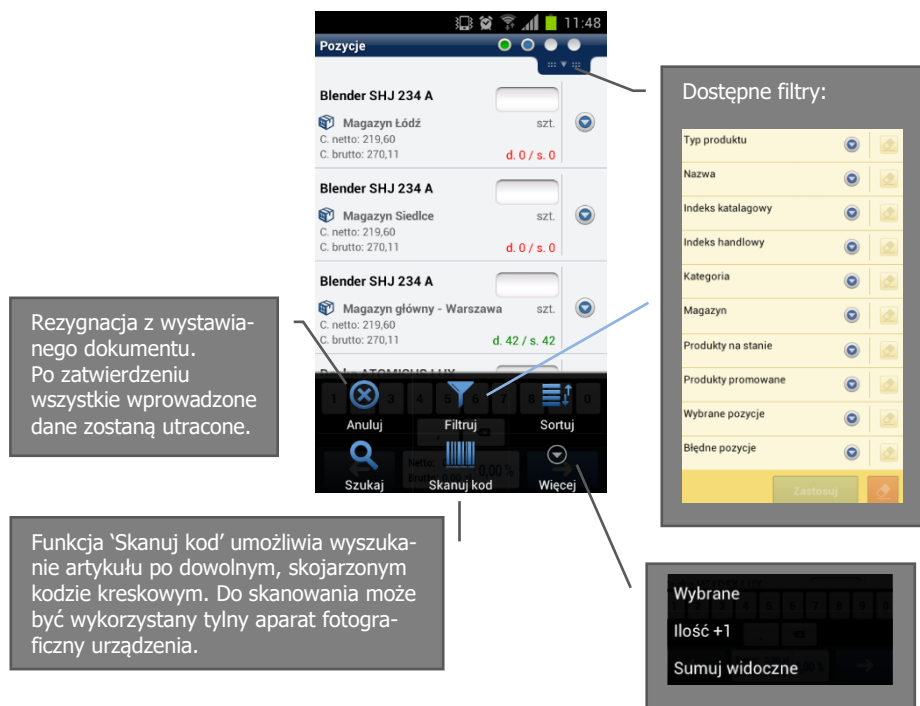 11:48
Pozycje
Blender SHJ 234 A
Magazyn Łódź szt.
C. netto: 219,60
C. brutto: 270,11 d. 0 / s. 0
Blender SHJ 234 A
Magazyn Siedlce szt.
C. netto: 219,60
C. brutto: 270,11 d. 0 / s. 0
Blender SHJ 234 A
Magazyn główny - Warszawa szt.
C. netto: 219,60
C. brutto: 270,11 d. 42 / s. 42
Anuluj Filtruj Sortuj
Szukaj Skanuj kod Więcej
Rezygnacja z wystawia-
nego dokumentu.
Po zatwierdzeniu
wszystkie wprowadzone
dane zostaną utracone.
Funkcja ‘Skanuj kod’ umożliwia wyszuka-
nie artykułu po dowolnym, skojarzonym
kodzie kreskowym. Do skanowania może
być wykorzystany tylny aparat fotogra-
ficzny urządzenia.
Dostępne filtry:
Typ produktu
Nazwa
Indeks katalagowy
Indeks handlowy
Kategoria
Magazyn
Produkty na stanie
Produkty promowane
Wybrane pozycje
Błędne pozycje
Zastosuj
Wybrane
Ilość +1
Sumuj widoczne